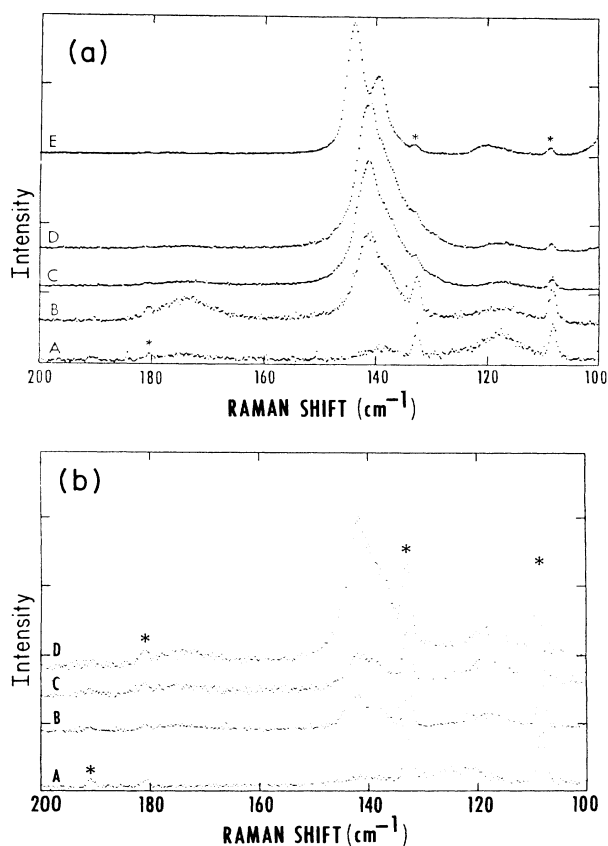 (a)
Intensity
E
*
*
D
C
B
A
*
200
180
160
140
120
100
RAMAN SHIFT (cm⁻¹)
(b)
Intensity
*
*
*
D
C
B
A
*
200
180
160
140
120
100
RAMAN SHIFT (cm⁻¹)